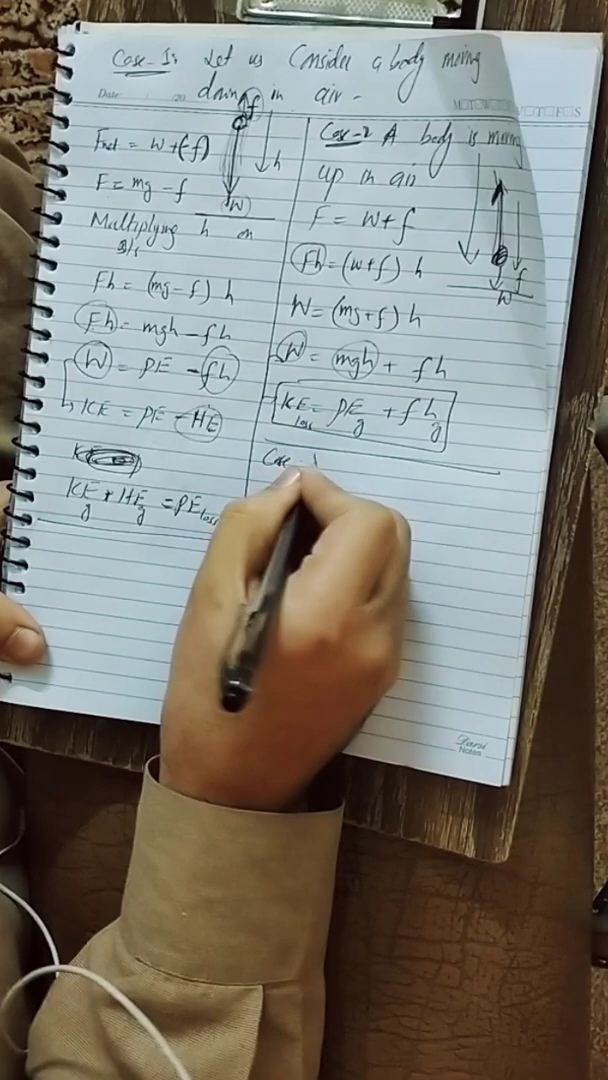 Case-1: Let us Consider a body moving
down in air -
Date:
f
h
W
Fnet = W+(-f)
F = mg - f
Multiplying h on
B/s
Fh = (mg - f) h
Fh = mgh - fh
W = PE - fh
KE = PE - HE
KE g + HE g = PE loss
Case-2 A body is moving
up in air
F = w+f
f
W
Fh = (w+f) h
W = (mg+f) h
W = mgh + fh
KE loss = PE g + f h g
Case -
Notes